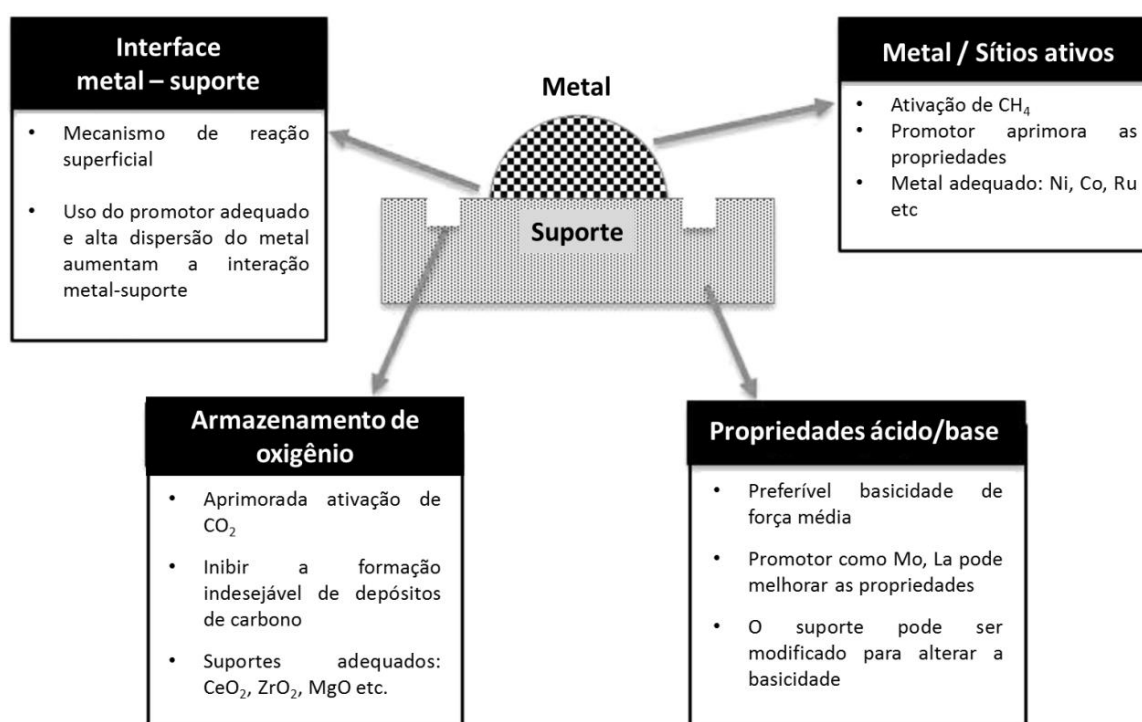 Interface
metal – suporte
• Mecanismo de reação
superficial
• Uso do promotor adequado
e alta dispersão do metal
aumentam a interação
metal-suporte
Metal
Suporte
Metal / Sítios ativos
• Ativação de CH₄
• Promotor aprimora as
propriedades
• Metal adequado: Ni, Co, Ru
etc
Armazenamento de
oxigênio
• Aprimorada ativação de
CO₂
• Inibir a formação
indesejável de depósitos
de carbono
• Suportes adequados:
CeO₂, ZrO₂, MgO etc.
Propriedades ácido/base
• Preferível basicidade de
força média
• Promotor como Mo, La pode
melhorar as propriedades
• O suporte pode ser
modificado para alterar a
basicidade